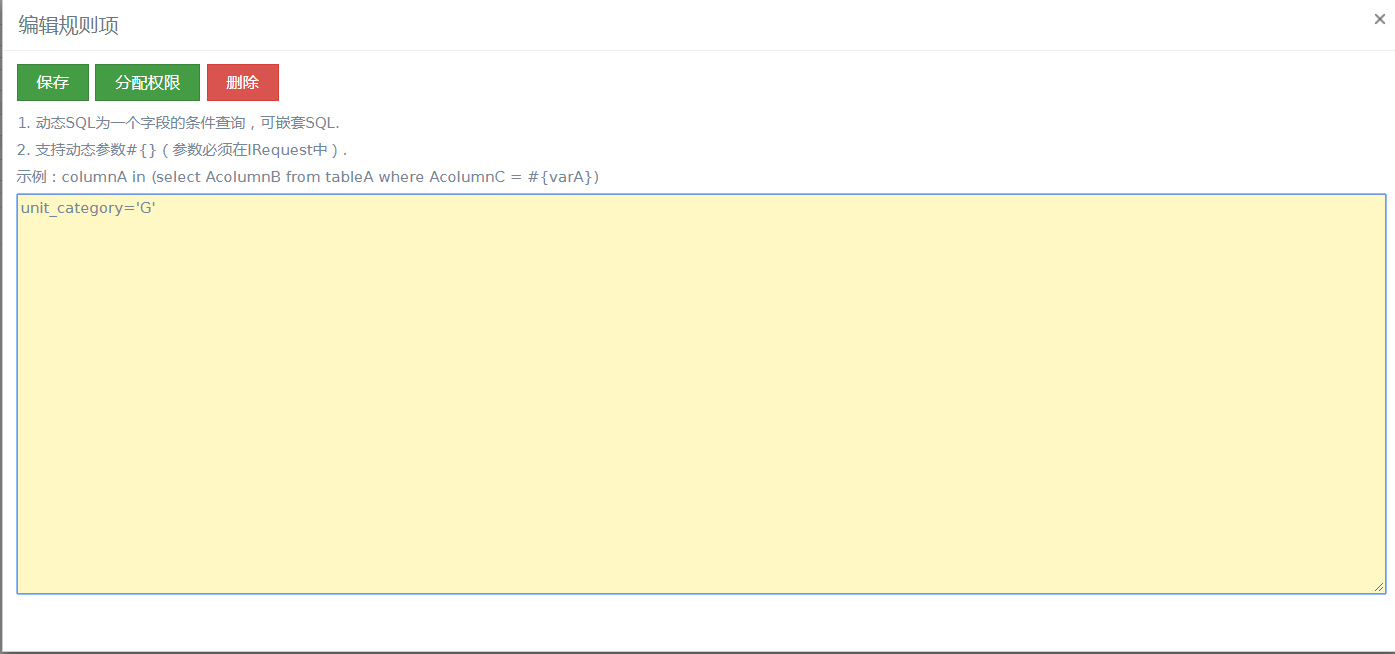 编辑规则项
×
保存 分配权限 删除
1. 动态SQL为一个字段的条件查询，可嵌套SQL.
2. 支持动态参数#{}（参数必须在IRequest中）.
示例：columnA in (select AcolumnB from tableA where AcolumnC = #{varA})
unit_category='G'